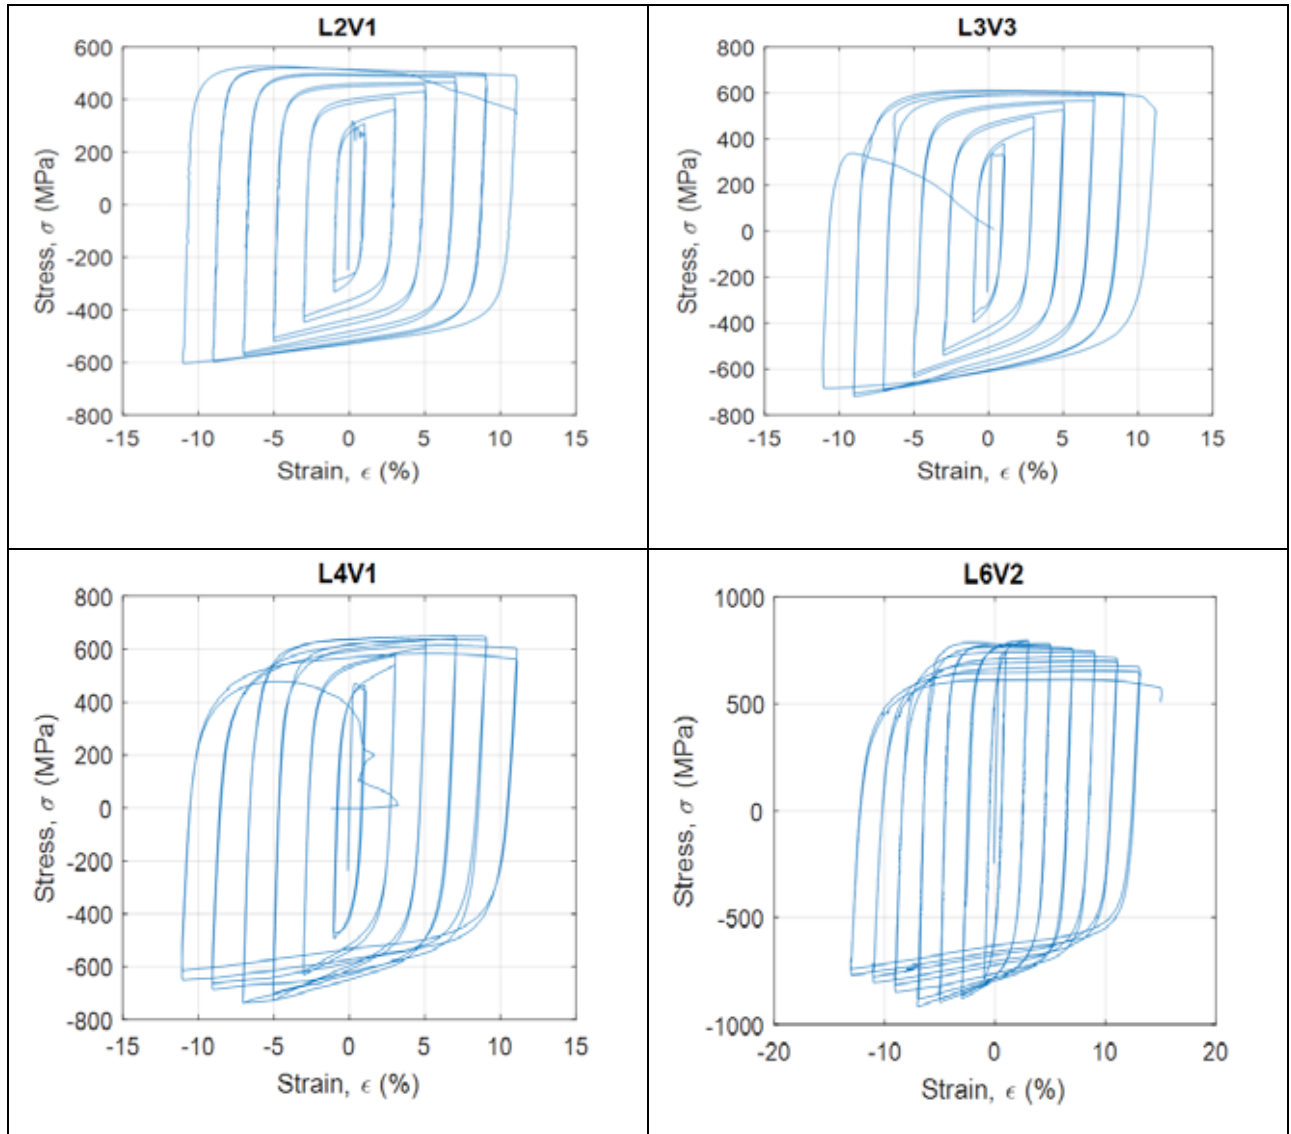 L2V1
600
400
200
0
-200
-400
-600
-800
-15 -10 -5 0 5 10 15
Stress, σ (MPa)
Strain, ϵ (%)
L3V3
800
600
400
200
0
-200
-400
-600
-800
-15 -10 -5 0 5 10 15
Stress, σ (MPa)
Strain, ϵ (%)
L4V1
800
600
400
200
0
-200
-400
-600
-800
-15 -10 -5 0 5 10 15
Stress, σ (MPa)
Strain, ϵ (%)
L6V2
1000
500
0
-500
-1000
-20 -10 0 10 20
Stress, σ (MPa)
Strain, ϵ (%)